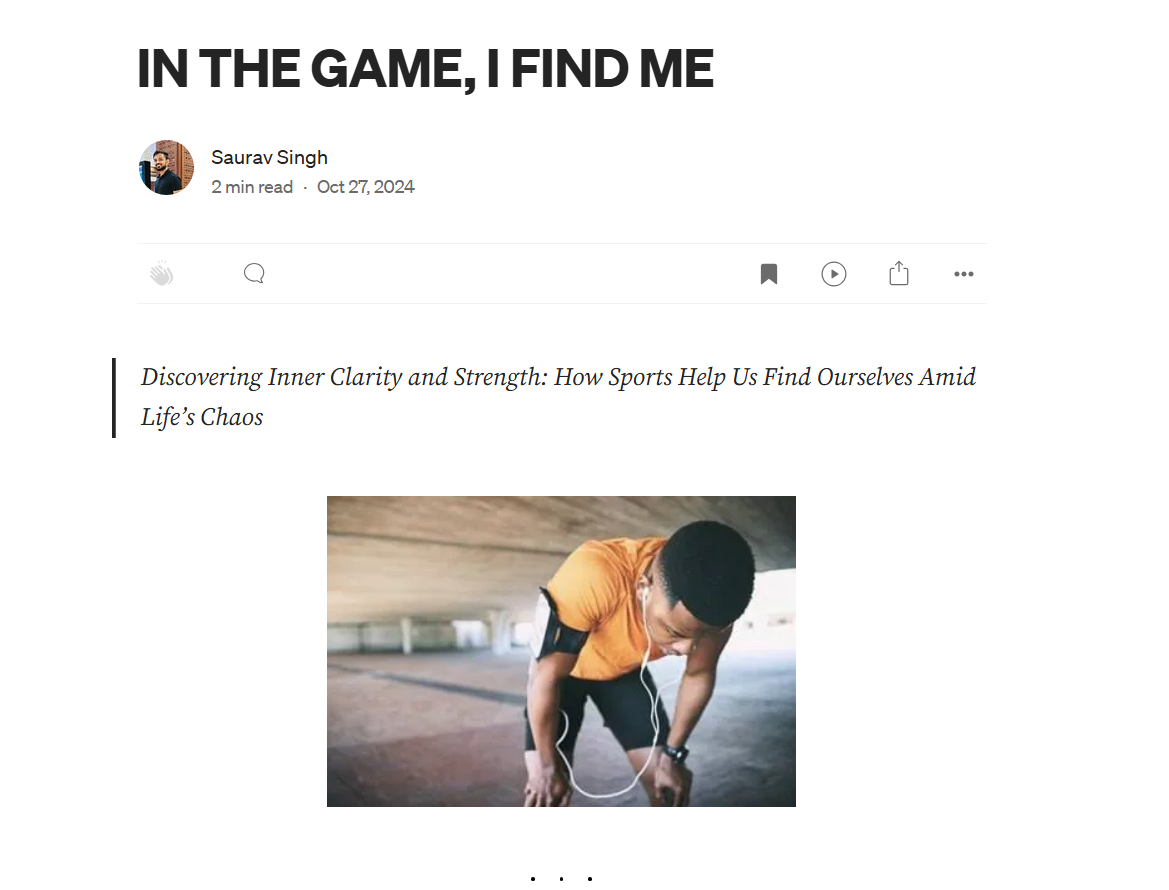 IN THE GAME, I FIND ME
Saurav Singh
2 min read · Oct 27, 2024
Discovering Inner Clarity and Strength: How Sports Help Us Find Ourselves Amid
Life’s Chaos